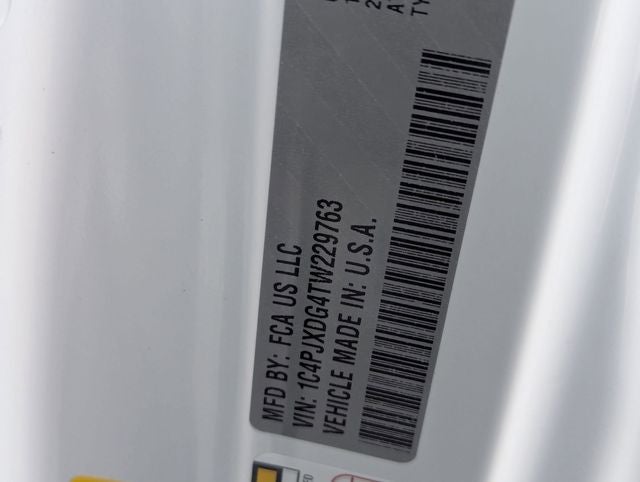 MFD BY: FCA US LLC
VIN: 1C4PJXDG4TW229763
VEHICLE MADE IN: U.S.A.